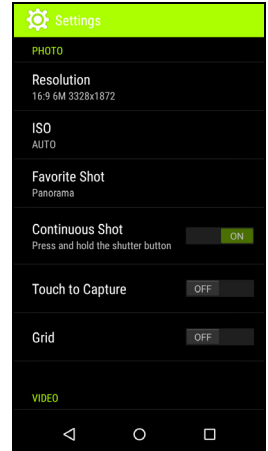 Settings
PHOTO
Resolution
16:9 6M 3328x1872
ISO
AUTO
Favorite Shot
Panorama
Continuous Shot
Press and hold the shutter button
ON
Touch to Capture
OFF
Grid
OFF
VIDEO